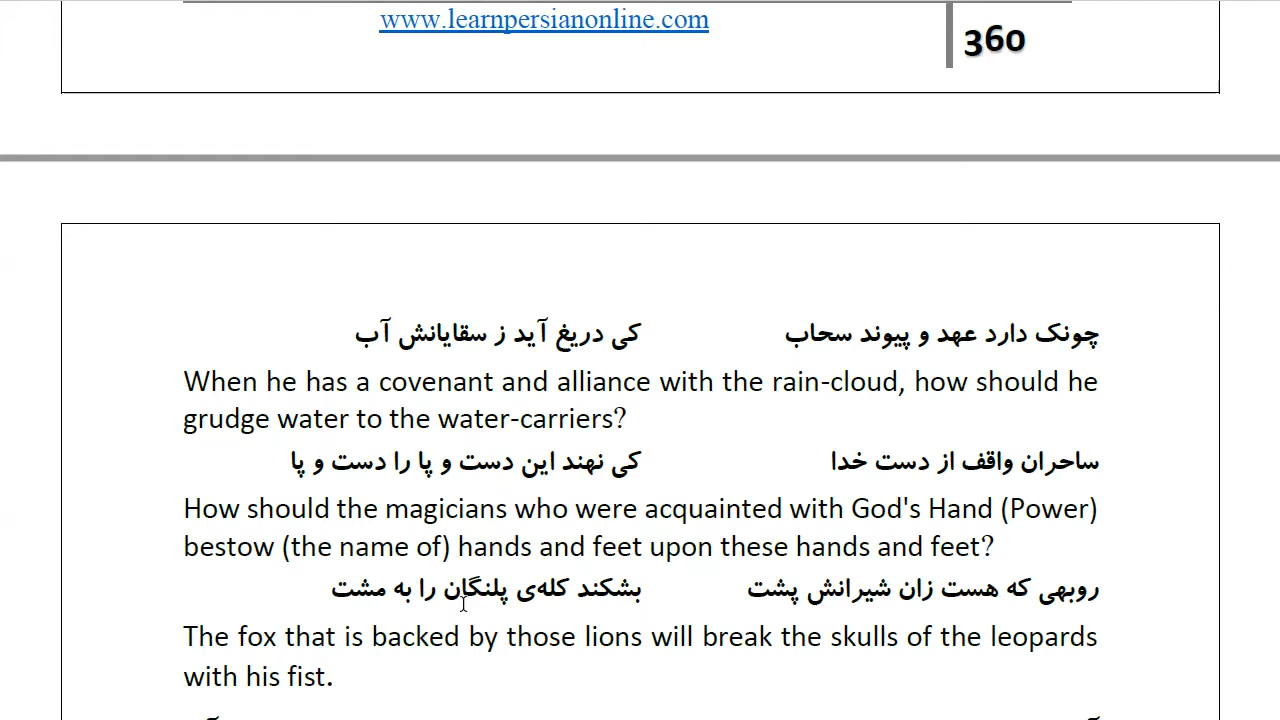 www.learnpersianonline.com
360
چونک دارد عهد و پیوند سحاب کی دریغ آید ز سقایانش آب
When he has a covenant and alliance with the rain-cloud, how should he
grudge water to the water-carriers?
ساحران واقف از دست خدا کی نهند این دست و پا را دست و پا
How should the magicians who were acquainted with God's Hand (Power)
bestow (the name of) hands and feet upon these hands and feet?
روبهی که هست زان شیرانش پشت بشکند کله‌ی پلنگان را به مشت
The fox that is backed by those lions will break the skulls of the leopards
with his fist.